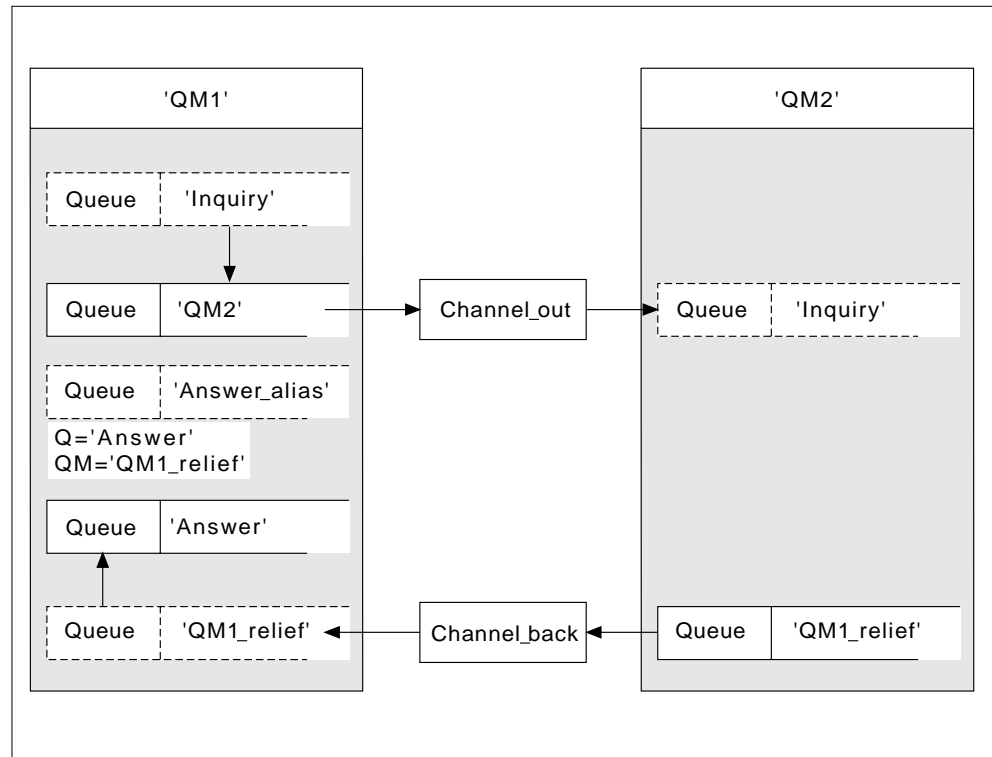 'QM1'
'QM2'
Queue 'Inquiry'
Queue 'QM2'
Channel_out
Queue 'Inquiry'
Queue 'Answer_alias'
Q='Answer'
QM='QM1_relief'
Queue 'Answer'
Queue 'QM1_relief'
Channel_back
Queue 'QM1_relief'